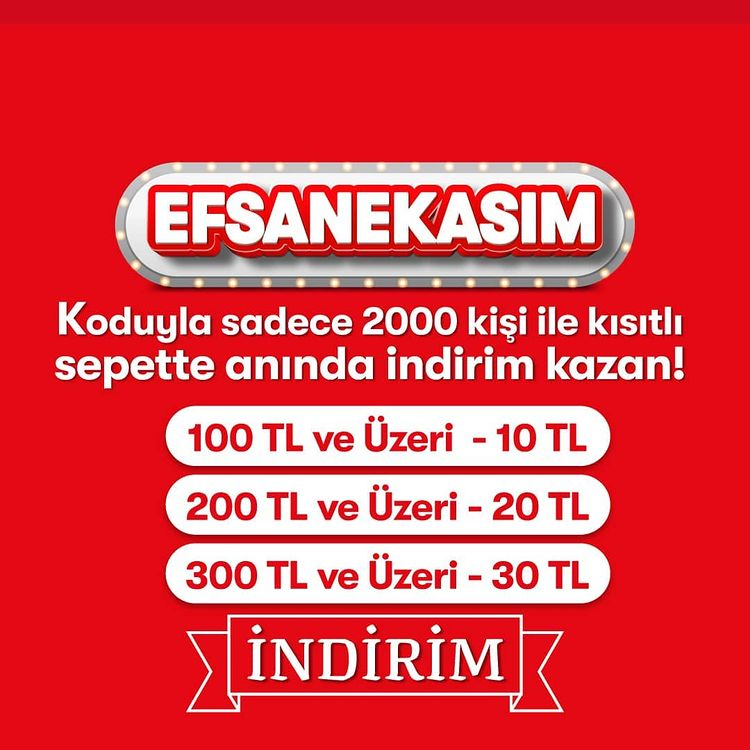 EFSANEKASIM
Koduyla sadece 2000 kişi ile kısıtlı
sepette anında indirim kazan!
100 TL ve Üzeri - 10 TL
200 TL ve Üzeri - 20 TL
300 TL ve Üzeri - 30 TL
İNDİRİM